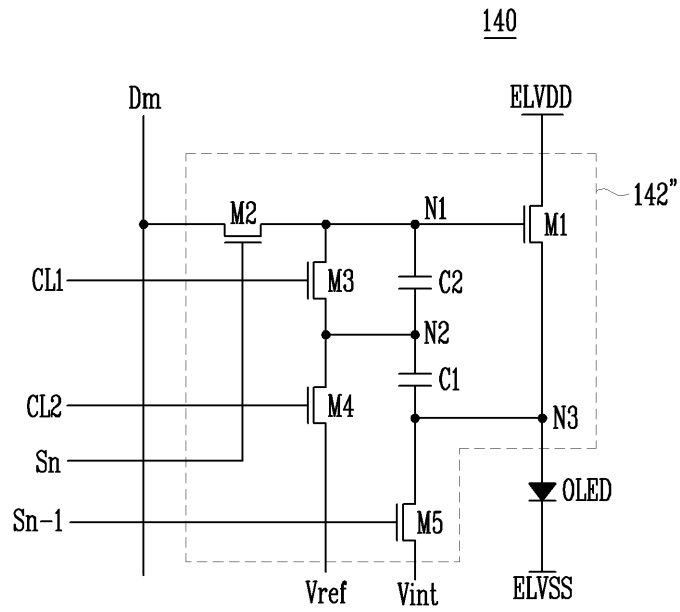 140
Dm
ELVDD
142”
M2
N1
M1
CL1
M3
C2
N2
C1
CL2
M4
N3
Sn
OLED
Sn-1
M5
Vref
Vint
ELVSS